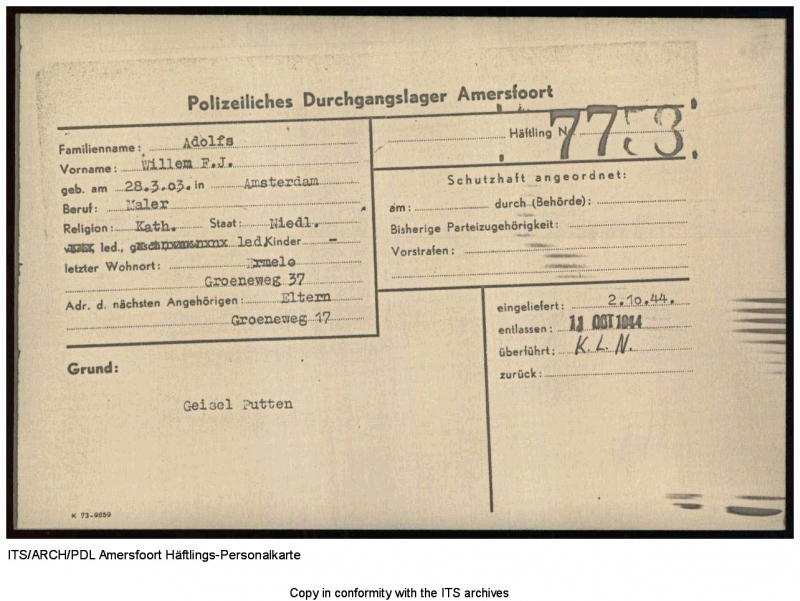 Polizeiliches Durchgangslager Amersfoort
Familienname: Adolfs
Vorname: Willem F.J.
geb. am 28.3.03. in Amsterdam
Beruf: Maler
Religion: Kath. Staat: Niedl.
led., led. Kinder -
letzter Wohnort: Ermelo
Groeneweg 37
Adr. d. nächsten Angehörigen: Eltern
Groeneweg 17
Häftling N 7753
Schutzhaft angeordnet:
am: durch (Behörde):
Bisherige Parteizugehörigkeit:
Vorstrafen:
eingeliefert: 2.10.44.
entlassen: 11 OCT 1944
überführt: K.L.N.
zurück:
Grund:
Geisel Putten
K 73-9859
ITS/ARCH/PDL Amersfoort Häftlings-Personalkarte
Copy in conformity with the ITS archives